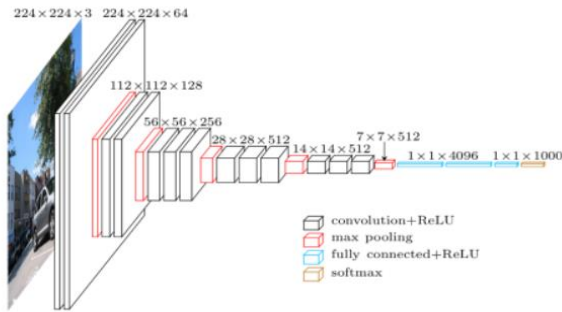 224×224×3
224×224×64
112×112×128
56×56×256
28×28×512
14×14×512
7×7×512
1×1×4096
1×1×1000
convolution+ReLU
max pooling
fully connected+ReLU
softmax